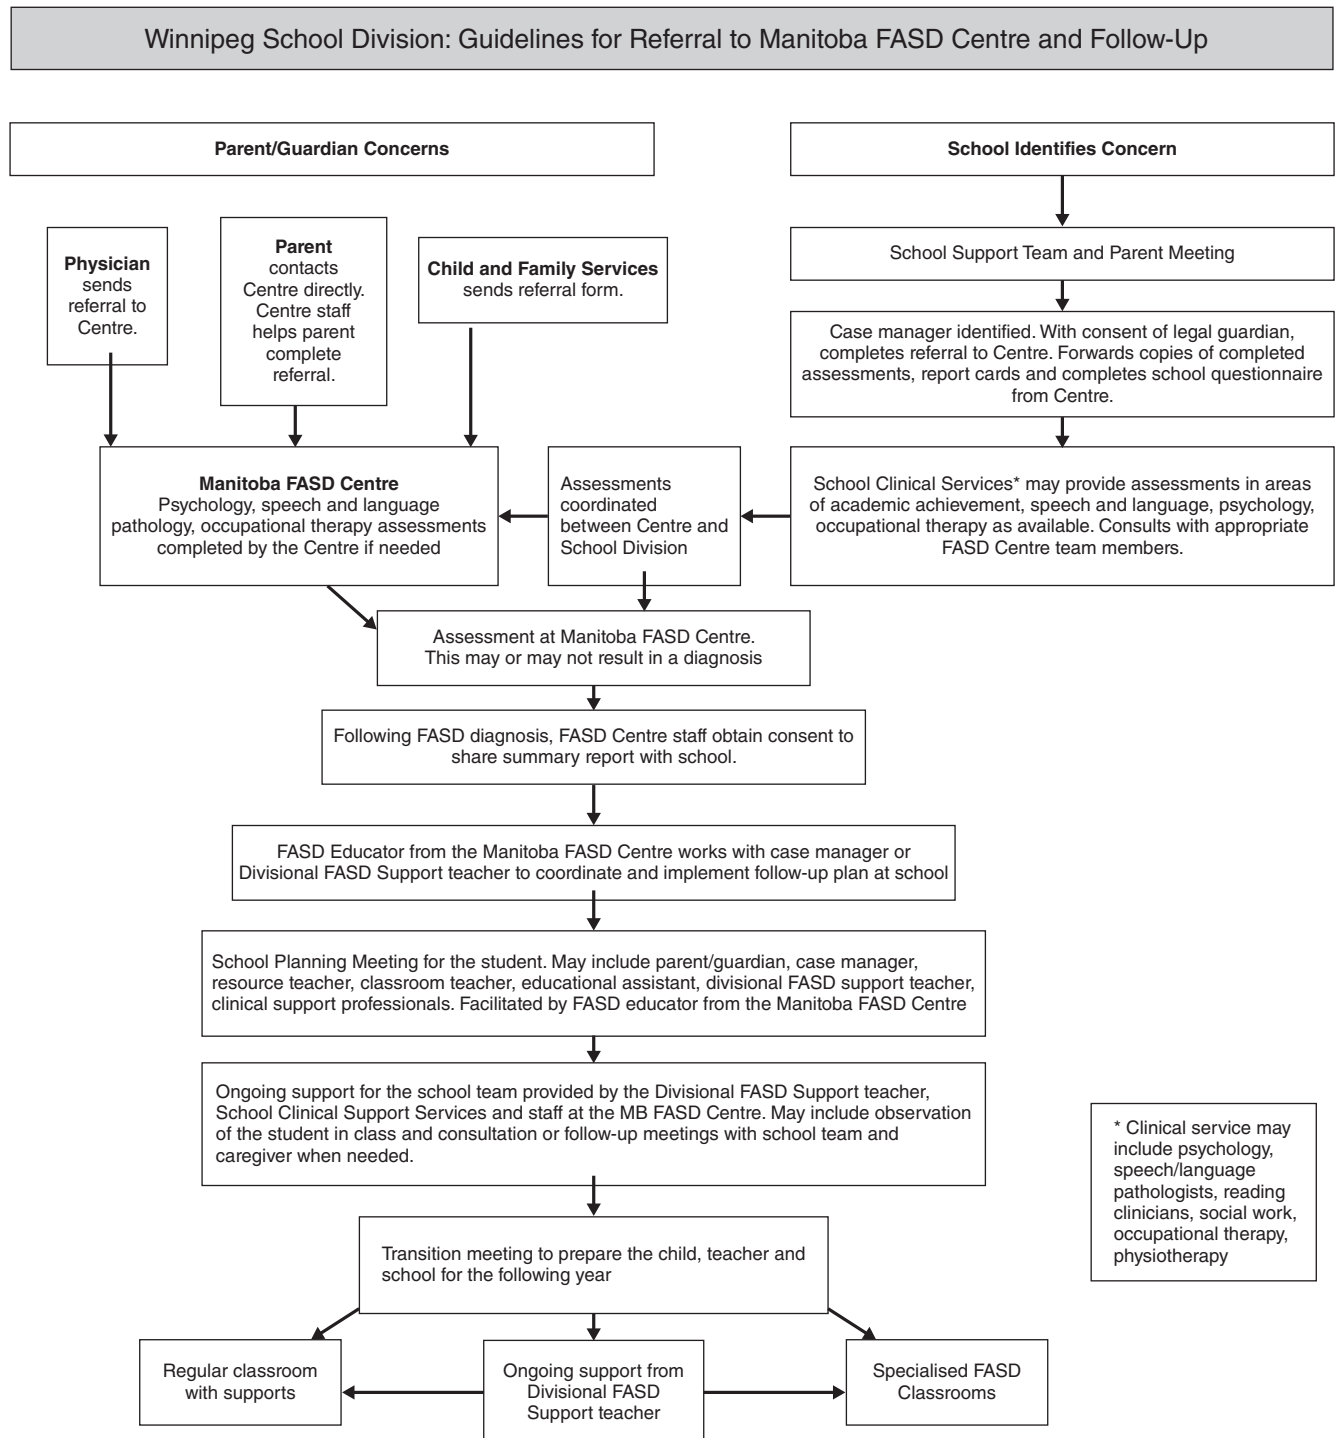 Winnipeg School Division: Guidelines for Referral to Manitoba FASD Centre and Follow-Up
Parent/Guardian Concerns
School Identifies Concern
Physician
sends
referral to
Centre.
Parent
contacts
Centre directly.
Centre staff
helps parent
complete
referral.
Child and Family Services
sends referral form.
School Support Team and Parent Meeting
Case manager identified. With consent of legal guardian,
completes referral to Centre. Forwards copies of completed
assessments, report cards and completes school questionnaire
from Centre.
Manitoba FASD Centre
Psychology, speech and language
pathology, occupational therapy assessments
completed by the Centre if needed
Assessments
coordinated
between Centre and
School Division
School Clinical Services* may provide assessments in areas
of academic achievement, speech and language, psychology,
occupational therapy as available. Consults with appropriate
FASD Centre team members.
Assessment at Manitoba FASD Centre.
This may or may not result in a diagnosis
Following FASD diagnosis, FASD Centre staff obtain consent to
share summary report with school.
FASD Educator from the Manitoba FASD Centre works with case manager or
Divisional FASD Support teacher to coordinate and implement follow-up plan at school
School Planning Meeting for the student. May include parent/guardian, case manager,
resource teacher, classroom teacher, educational assistant, divisional FASD support teacher,
clinical support professionals. Facilitated by FASD educator from the Manitoba FASD Centre
Ongoing support for the school team provided by the Divisional FASD Support teacher,
School Clinical Support Services and staff at the MB FASD Centre. May include observation
of the student in class and consultation or follow-up meetings with school team and
caregiver when needed.
* Clinical service may
include psychology,
speech/language
pathologists, reading
clinicians, social work,
occupational therapy,
physiotherapy
Transition meeting to prepare the child, teacher and
school for the following year
Regular classroom
with supports
Ongoing support from
Divisional FASD
Support teacher
Specialised FASD
Classrooms